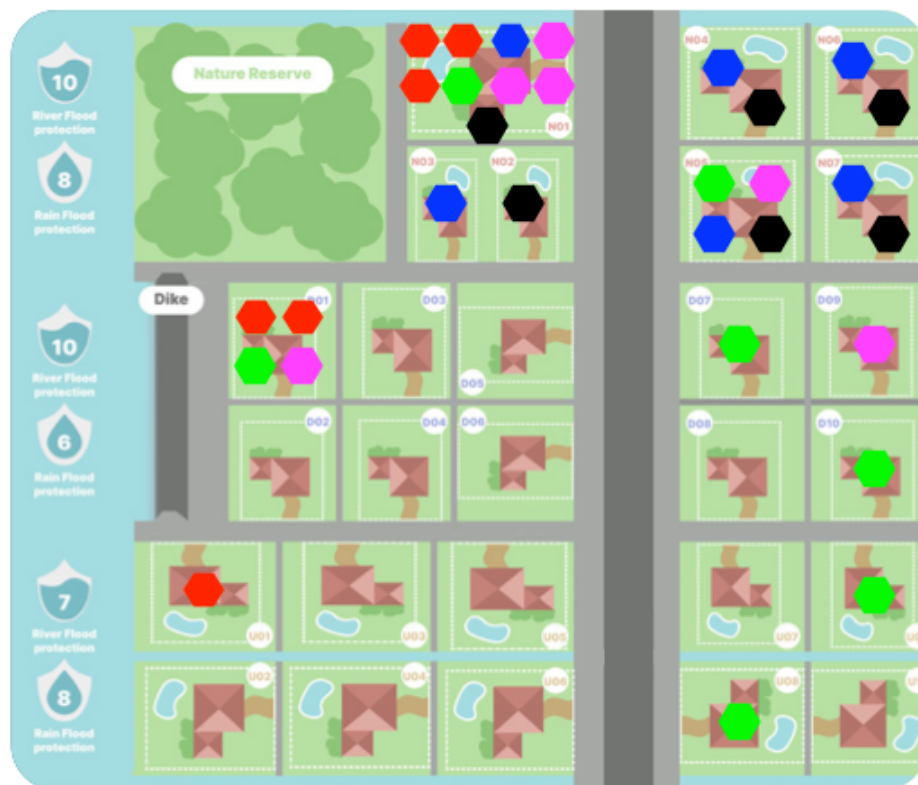 Nature Reserve
10
River Flood
protection
8
Rain Flood
protection
N01
N04
N06
N03
N02
N07
Dike
10
River Flood
protection
6
Rain Flood
protection
D03
D05
D07
D09
D02
D04
D06
D08
D10
7
River Flood
protection
8
Rain Flood
protection
U01
U03
U05
U07
U02
U04
U06
U08